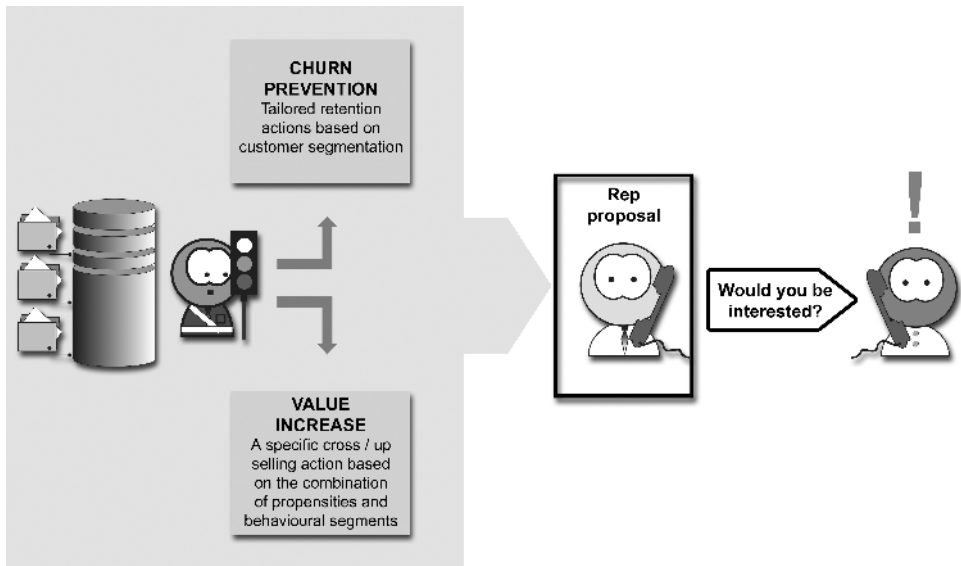 CHURN
PREVENTION
Tailored retention
actions based on
customer segmentation
Rep
proposal
Would you be
interested?
!
VALUE
INCREASE
A specific cross / up
selling action based
on the combination
of propensities and
behavioural segments